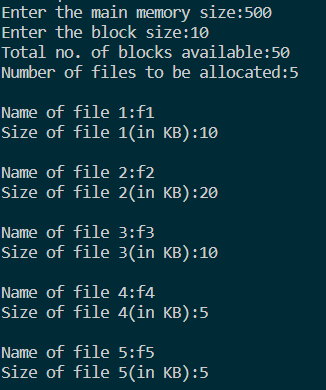 Enter the main memory size:500
Enter the block size:10
Total no. of blocks available:50
Number of files to be allocated:5
Name of file 1:f1
Size of file 1(in KB):10
Name of file 2:f2
Size of file 2(in KB):20
Name of file 3:f3
Size of file 3(in KB):10
Name of file 4:f4
Size of file 4(in KB):5
Name of file 5:f5
Size of file 5(in KB):5